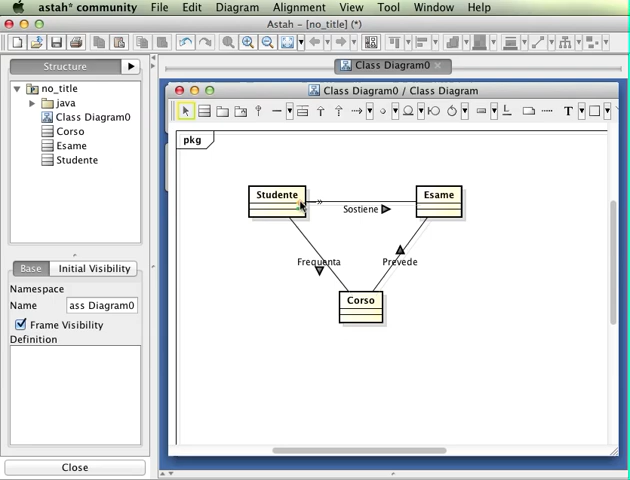 astah* community File Edit Diagram Alignment View Tool Window Help
Astah - [no_title] (*)
Structure
Class Diagram0
no_title
java
Class Diagram0
Corso
Esame
Studente
Class Diagram0 / Class Diagram
T
pkg
Studente
Esame
Sostiene
Frequenta
Prevede
Corso
Base
Initial Visibility
Namespace
Name
ass Diagram0
Frame Visibility
Definition
Close